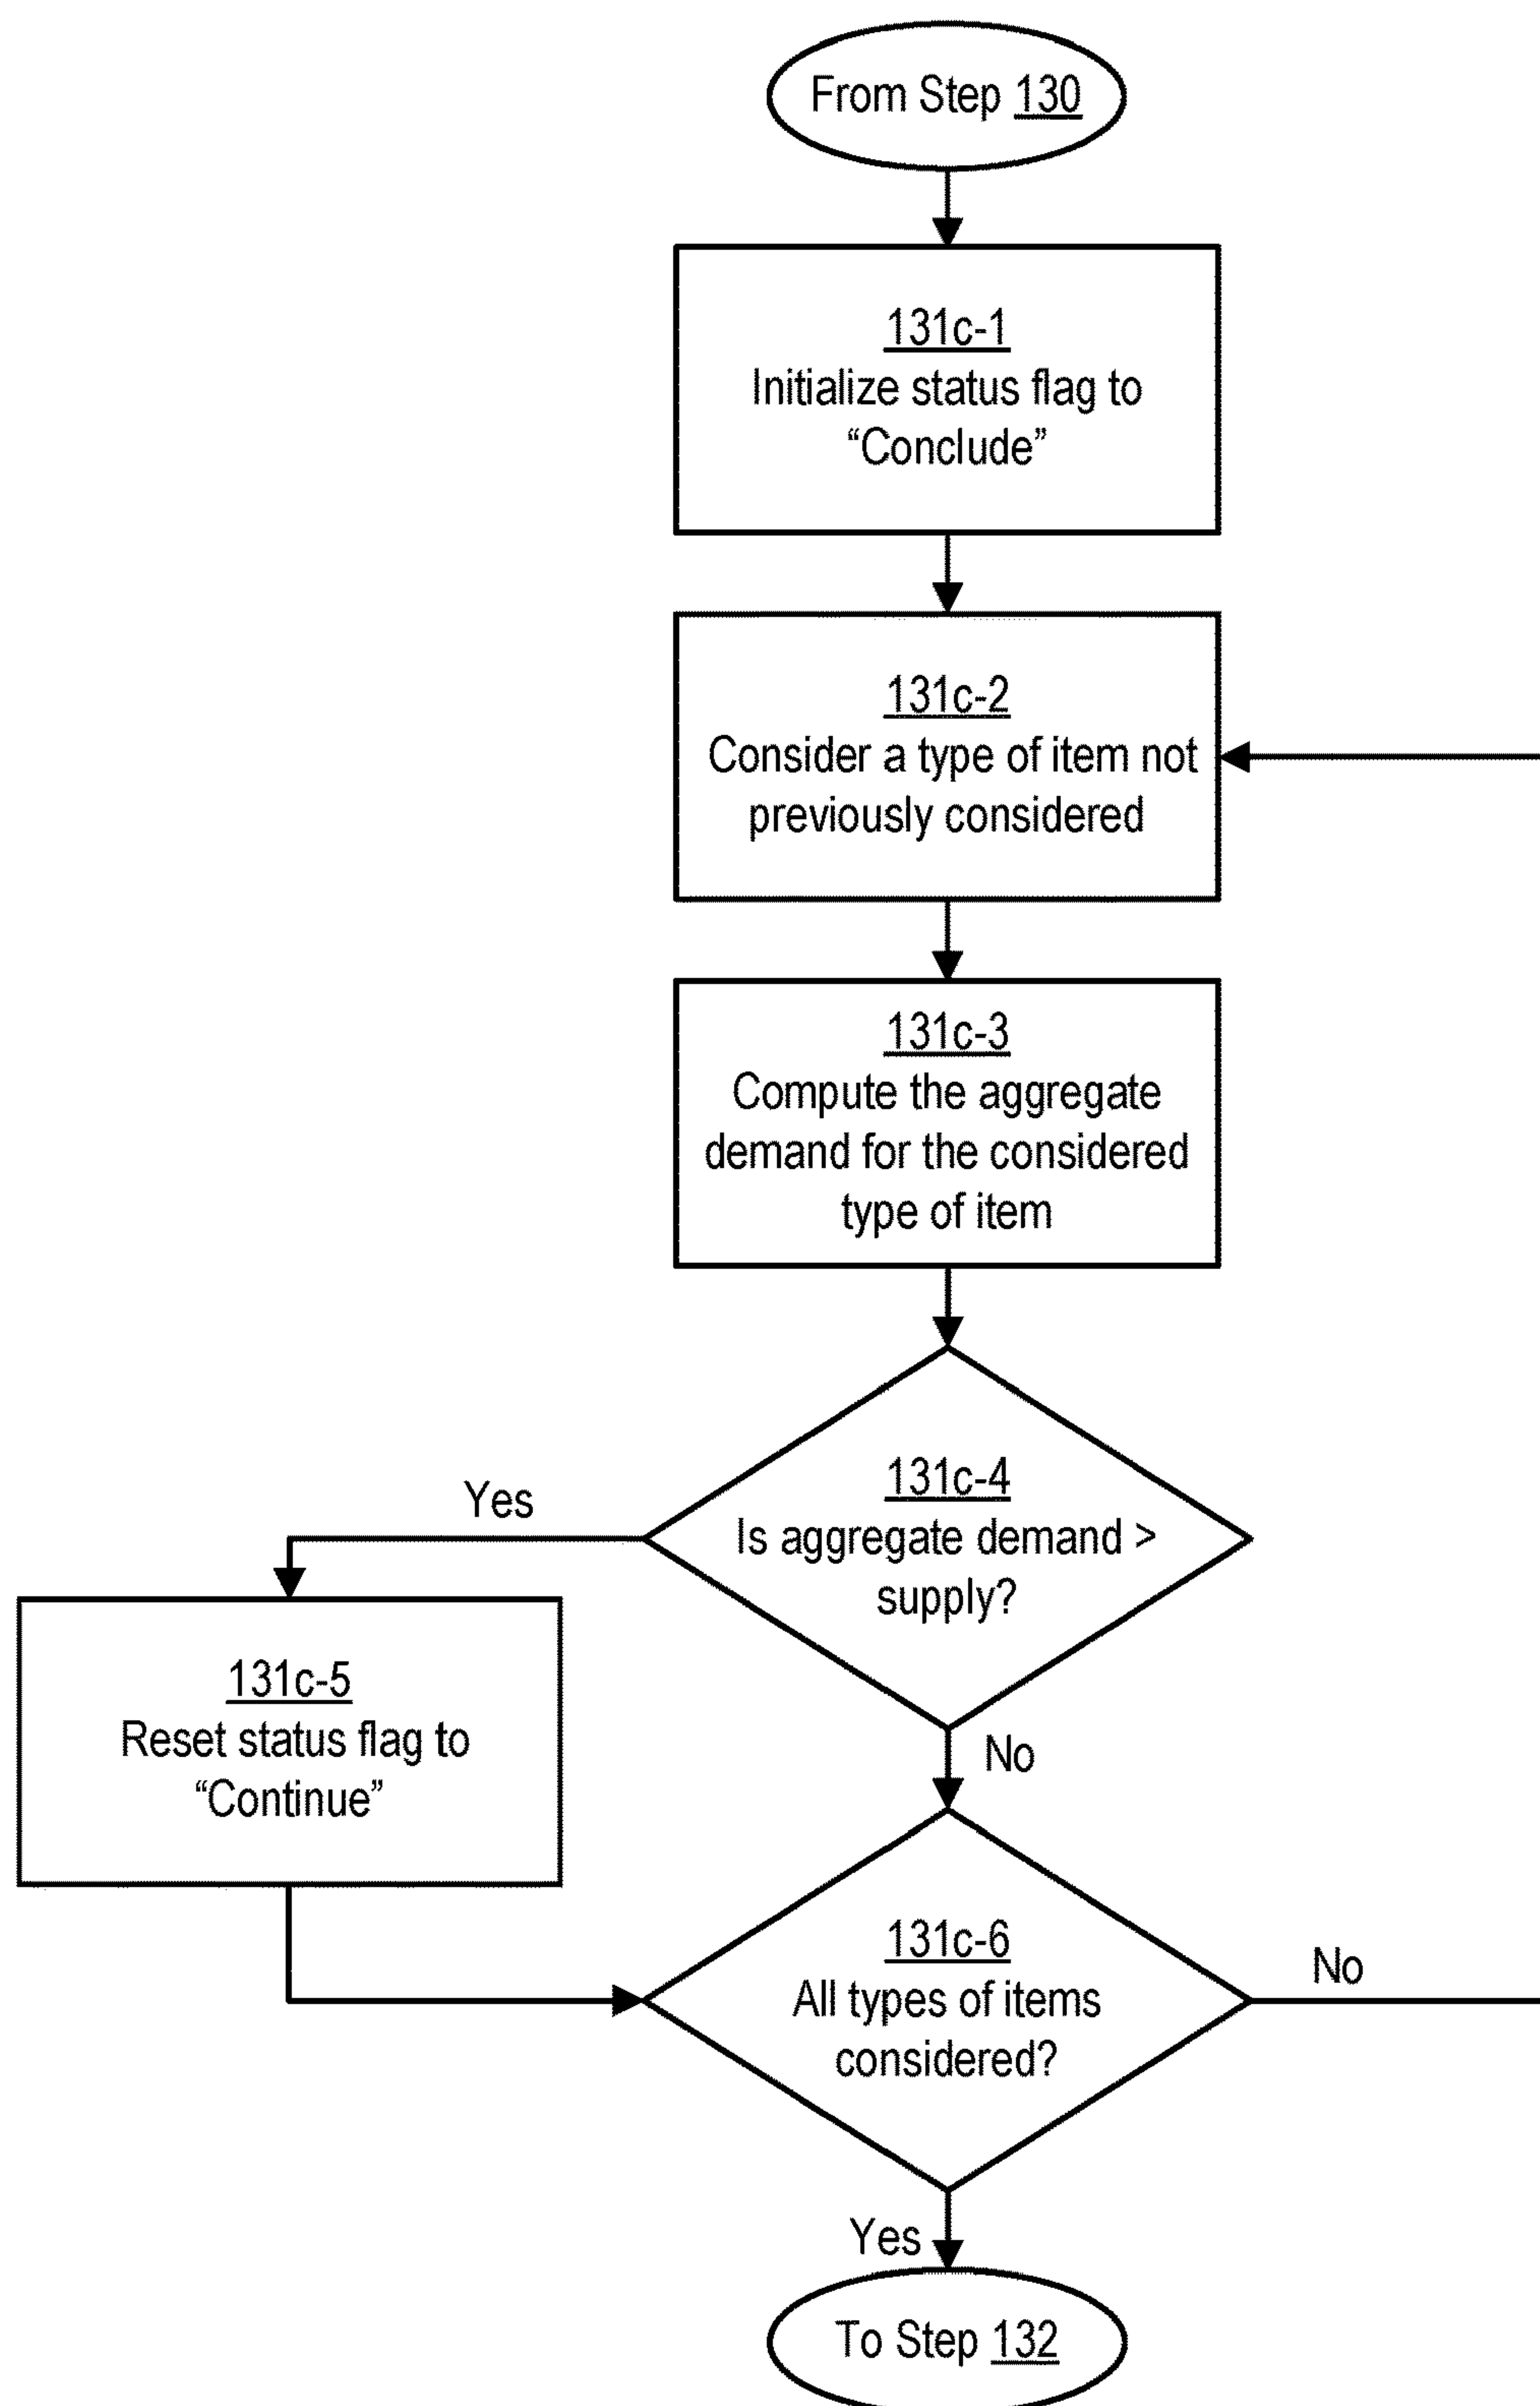 From Step 130
131c-1
Initialize status flag to
“Conclude”
131c-2
Consider a type of item not
previously considered
131c-3
Compute the aggregate
demand for the considered
type of item
131c-4
Is aggregate demand >
supply?
Yes
No
131c-5
Reset status flag to
“Continue”
131c-6
All types of items
considered?
No
Yes
To Step 132